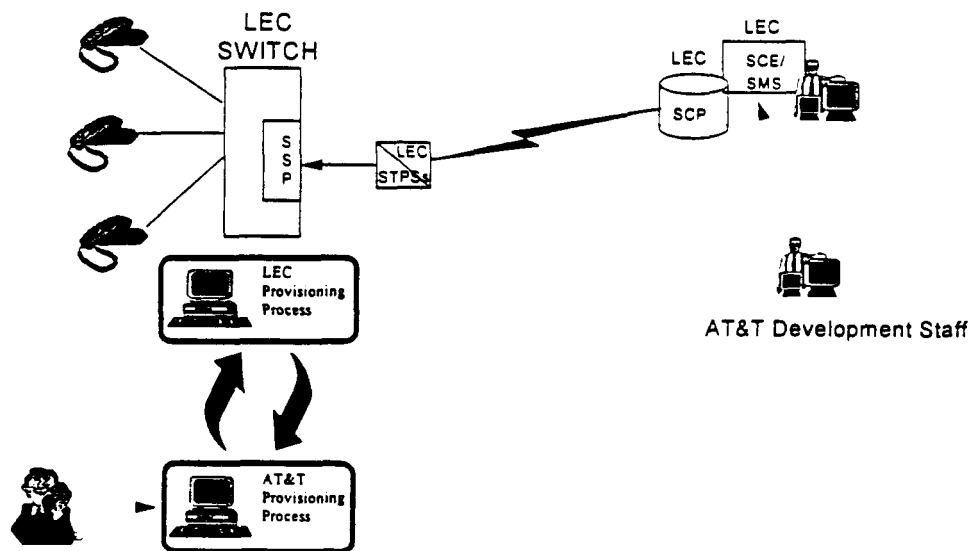 LEC
SWITCH
S
S
P
LEC
STPSs
LEC
SCP
LEC
SCE/
SMS
LEC
Provisioning
Process
AT&T Development Staff
AT&T
Provisioning
Process